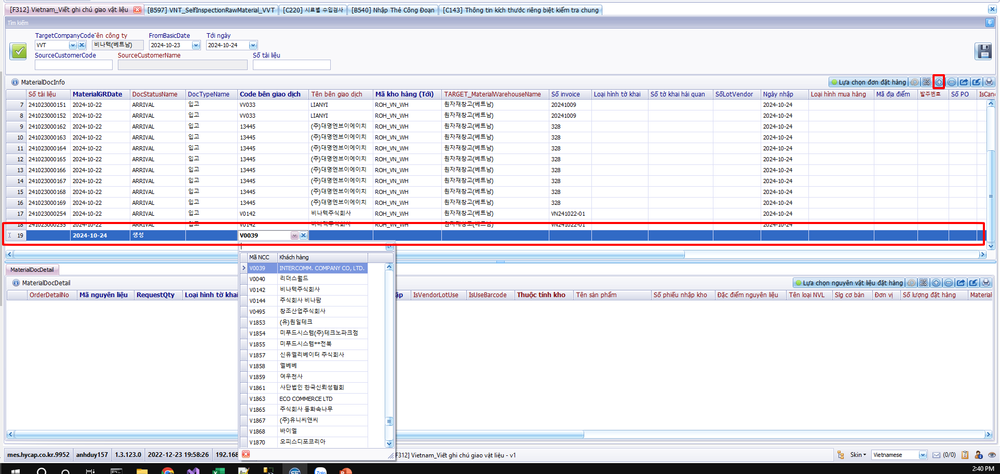 [F312] Vietnam_Viết ghi chú giao vật liệu [B597] VNT_SelfInspectionRawMaterial_VVT [C220] 시료별 수입검사 [B540] Nhập Thẻ Công Đoạn [C143] Thông tin kích thước riêng biệt kiểm tra chung
Tìm kiếm
TargetCompanyCode ên công ty FromBasicDate Tới ngày
VVT 비나텍(베트남) 2024-10-23 2024-10-24
SourceCustomerCode SourceCustomerName Số tài liệu
MaterialDocInfo Lựa chọn đơn đặt hàng
Số tài liệu MaterialGRDate DocStatusName DocTypeName Code bên giao dịch Tên bên giao dịch Mã kho hàng (Tới) TARGET_MaterialWarehouseName Số invoice Loại hình tờ khai Số tờ khai hải quan SốLotVendor Ngày nhập Loại hình mua hàng Mã địa điểm 발주번호 Số PO IsCanc
7 241023000151 2024-10-22 ARRIVAL 입고 VV033 LIANYI ROH_VN_WH 원자재창고(베트남) 20241009 2024-10-24
8 241023000152 2024-10-22 ARRIVAL 입고 VV033 LIANYI ROH_VN_WH 원자재창고(베트남) 20241009 2024-10-24
9 241023000162 2024-10-22 ARRIVAL 입고 13445 (주)대명엔브이에이치 ROH_VN_WH 원자재창고(베트남) 328 2024-10-24
10 241023000163 2024-10-22 ARRIVAL 입고 13445 (주)대명엔브이에이치 ROH_VN_WH 원자재창고(베트남) 328 2024-10-24
11 241023000164 2024-10-22 ARRIVAL 입고 13445 (주)대명엔브이에이치 ROH_VN_WH 원자재창고(베트남) 328 2024-10-24
12 241023000165 2024-10-22 ARRIVAL 입고 13445 (주)대명엔브이에이치 ROH_VN_WH 원자재창고(베트남) 328 2024-10-24
13 241023000166 2024-10-22 ARRIVAL 입고 13445 (주)대명엔브이에이치 ROH_VN_WH 원자재창고(베트남) 328 2024-10-24
14 241023000167 2024-10-22 ARRIVAL 입고 13445 (주)대명엔브이에이치 ROH_VN_WH 원자재창고(베트남) 328 2024-10-24
15 241023000168 2024-10-22 ARRIVAL 입고 13445 (주)대명엔브이에이치 ROH_VN_WH 원자재창고(베트남) 328 2024-10-24
16 241023000169 2024-10-22 ARRIVAL 입고 13445 (주)대명엔브이에이치 ROH_VN_WH 원자재창고(베트남) 328 2024-10-24
17 241023000254 2024-10-22 ARRIVAL 입고 V0142 비나텍주식회사 ROH_VN_WH 원자재창고(베트남) VN241022-01 2024-10-24
18 241023000255 2024-10-22 ARRIVAL 입고 V0142 비나텍주식회사 ROH_VN_WH 원자재창고(베트남) VN241022-01 2024-10-24
19 2024-10-24 생성 V0039
Mã NCC Khách hàng
V0039 INTERCOMM. COMPANY CO, LTD.
V0040 리더스월드
V0142 비나텍주식회사
V0144 주식회사 비나팜
V0495 창조산업주식회사
V1853 (유)원일테크
V1854 미푸드시스템(주)테크노파크점
V1855 미푸드시스템**전북
V1857 신유엘리베이터 주식회사
V1858 엘베베
V1859 여우천사
V1861 사단법인 한국신뢰성협회
V1863 ECO COMMERCE LTD
V1865 주식회사 동화속나무
V1867 (주)유니씨앤씨
V1868 바이엘
V1870 오피스디포코리아
MaterialDocDetail
MaterialDocDetail Lựa chọn nguyên vật liệu đặt hàng
OrderDetailNo Mã nguyên liệu RequestQty Loại hình tờ khai ập IsVendorLotUse IsUseBarcode Thuộc tính kho Tên sản phẩm Số phiếu nhập kho Đặc điểm nguyên liệu Tên loại NVL Slg cơ bản Đơn vị Số lượng đặt hàng Material
mes.hycap.co.kr.9952 anhduy157 1.3.123.0 2022-12-23 19:58:26 192.168 F312] Vietnam_Viết ghi chú giao vật liệu - v1 Skin Vietnamese (0/0)
Zalo 2:40 PM